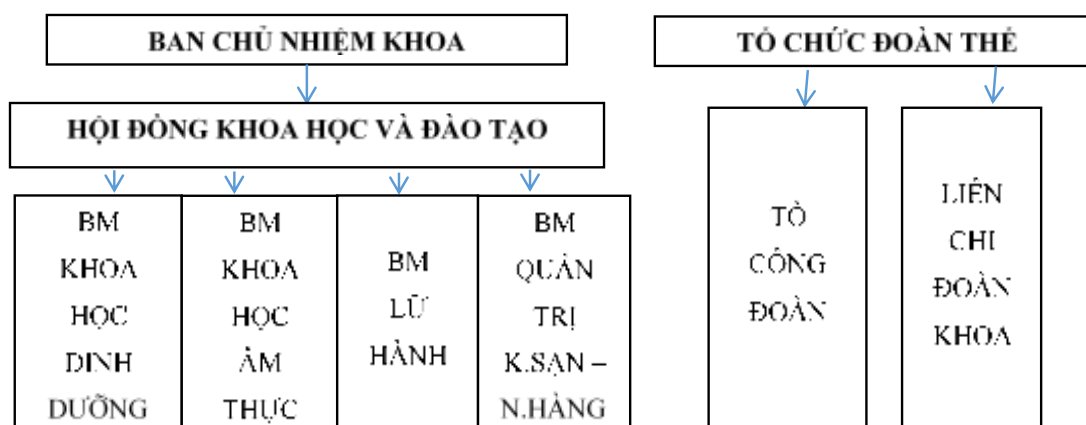 BAN CHỦ NHIỆM KHOA
TỔ CHỨC ĐOÀN THỂ
HỘI ĐỒNG KHOA HỌC VÀ ĐÀO TẠO
BM
KHOA
HỌC
DINH
DƯỠNG
BM
KHOA
HỌC
ẨM
THỰC
BM
LỮ
HÀNH
BM
QUẢN
TRỊ
K.SẠN –
N.HÀNG
TỔ
CÔNG
ĐOÀN
LIÊN
CHI
ĐOÀN
KHOA